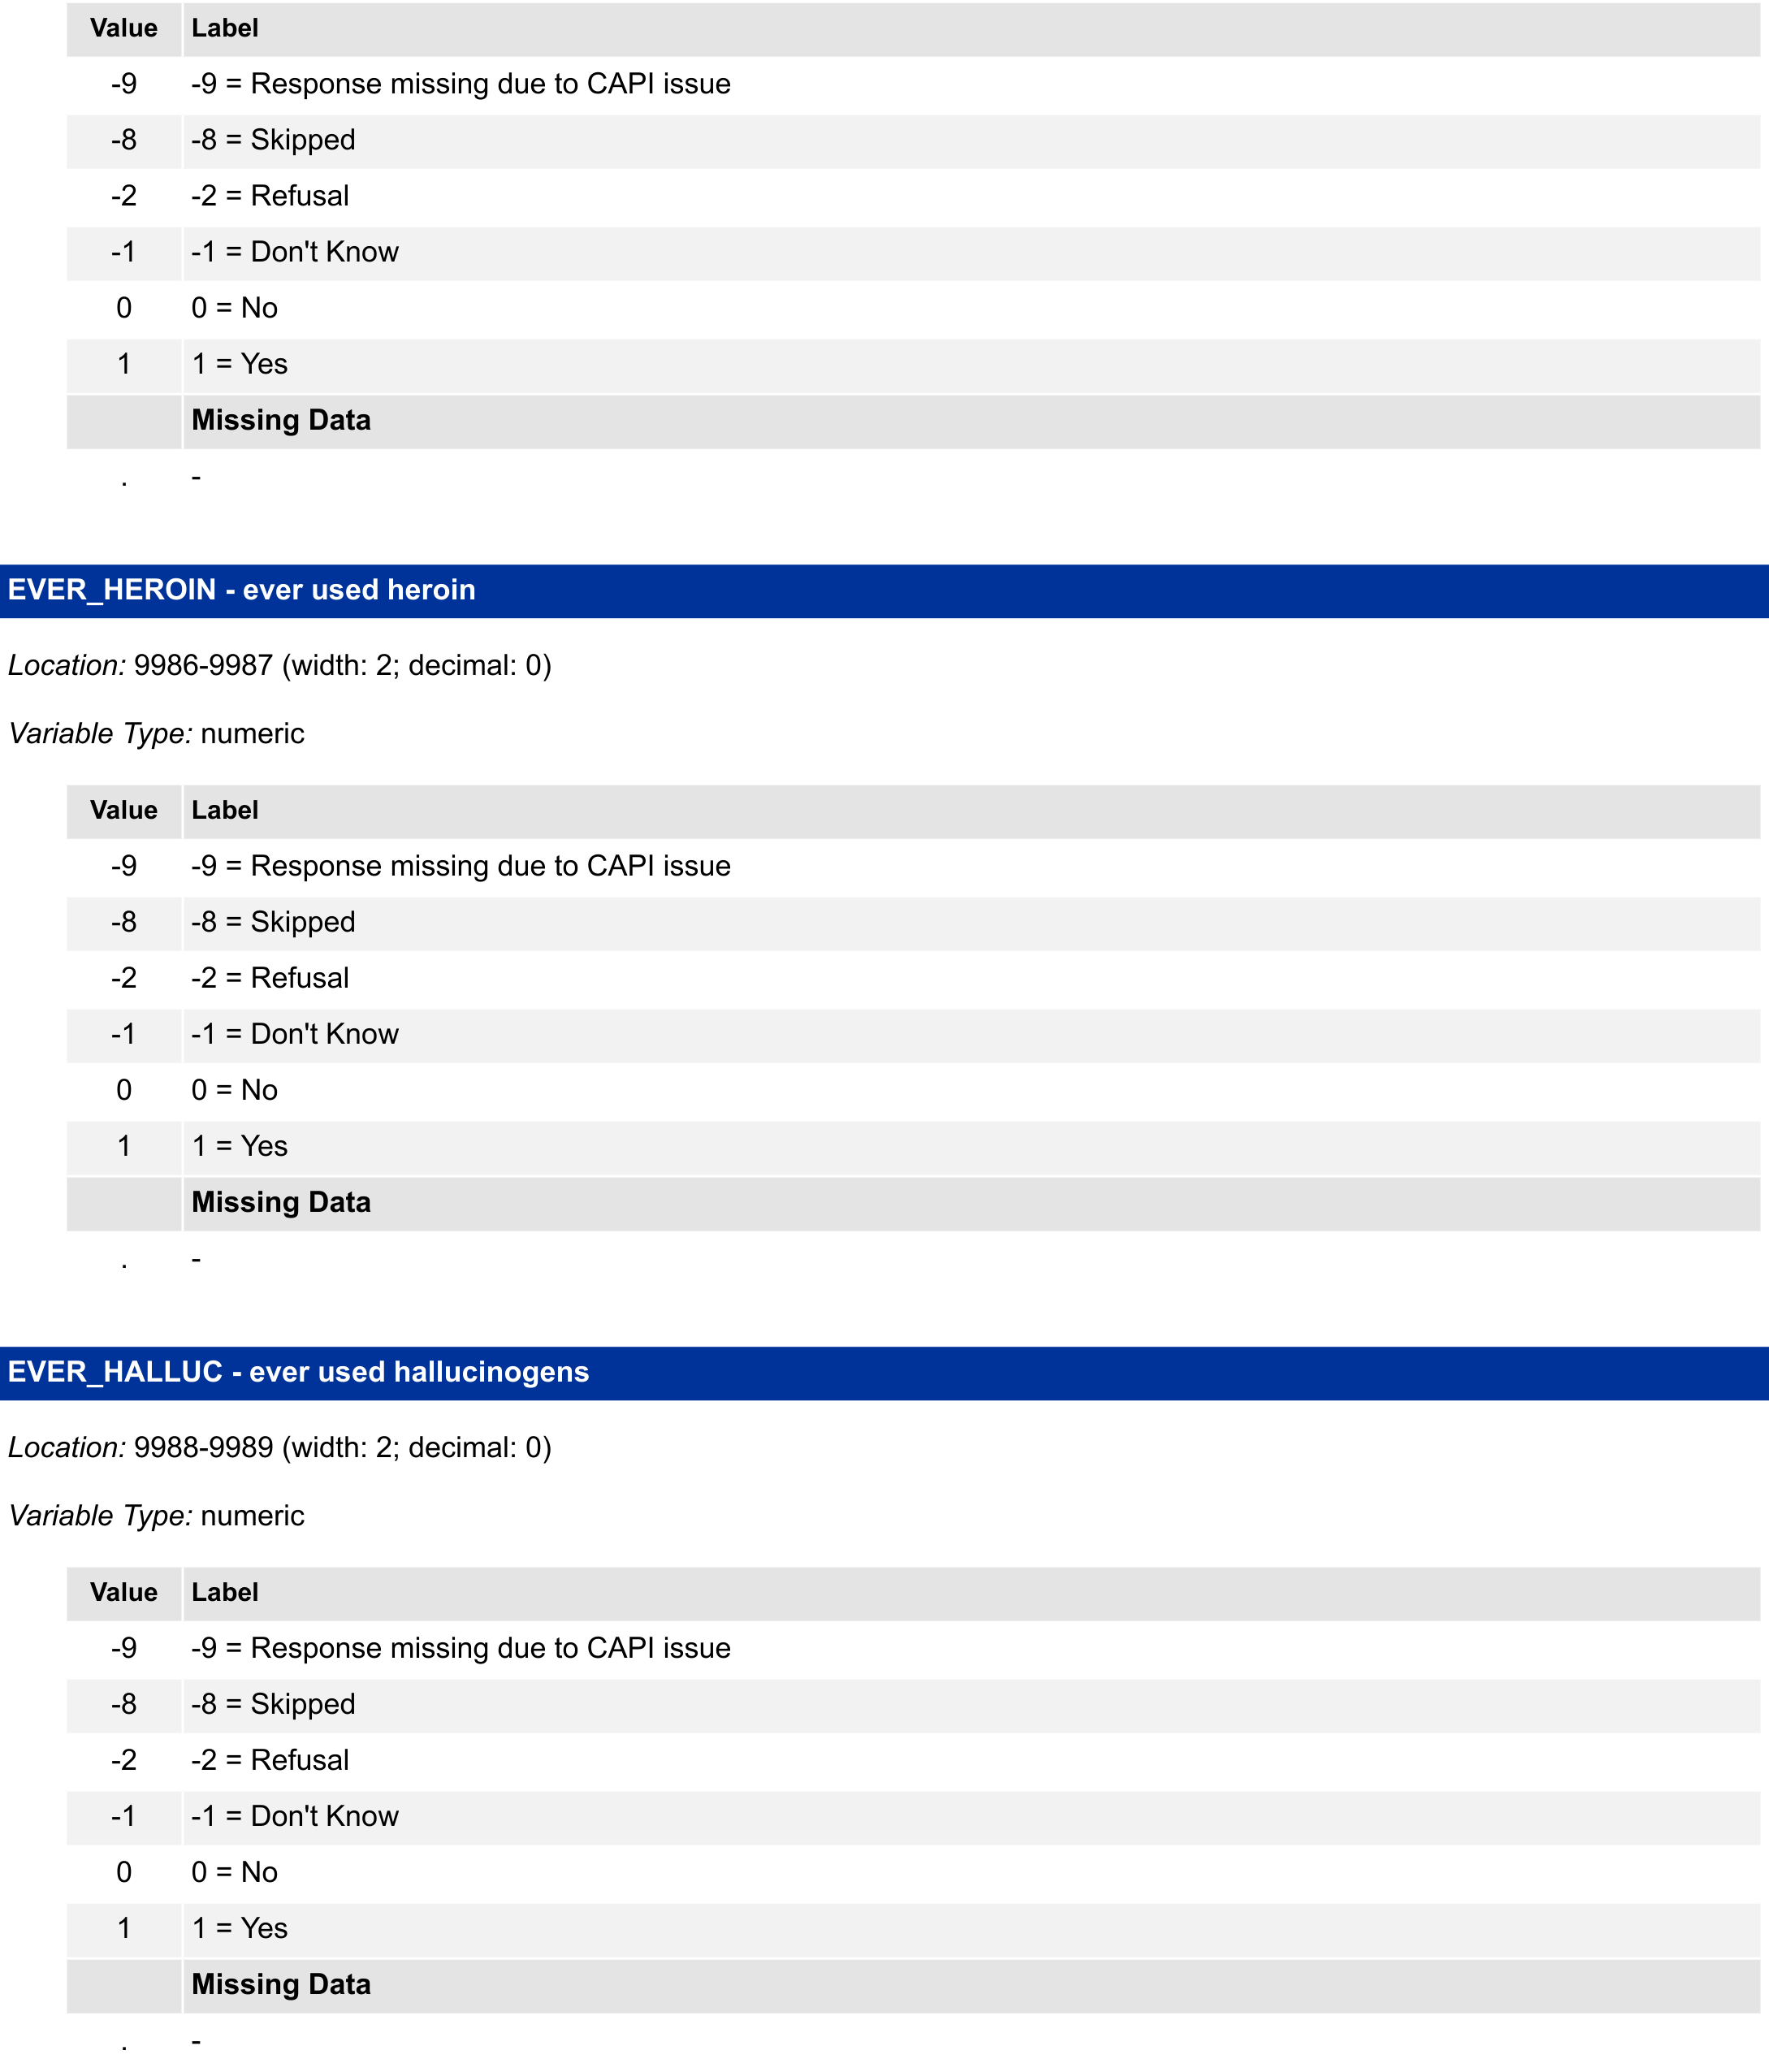 Value Label
-9 -9 = Response missing due to CAPI issue
-8 -8 = Skipped
-2 -2 = Refusal
-1 -1 = Don't Know
0 0 = No
1 1 = Yes
Missing Data
. -
EVER_HEROIN - ever used heroin
Location: 9986-9987 (width: 2; decimal: 0)
Variable Type: numeric
Value Label
-9 -9 = Response missing due to CAPI issue
-8 -8 = Skipped
-2 -2 = Refusal
-1 -1 = Don't Know
0 0 = No
1 1 = Yes
Missing Data
. -
EVER_HALLUC - ever used hallucinogens
Location: 9988-9989 (width: 2; decimal: 0)
Variable Type: numeric
Value Label
-9 -9 = Response missing due to CAPI issue
-8 -8 = Skipped
-2 -2 = Refusal
-1 -1 = Don't Know
0 0 = No
1 1 = Yes
Missing Data
. -